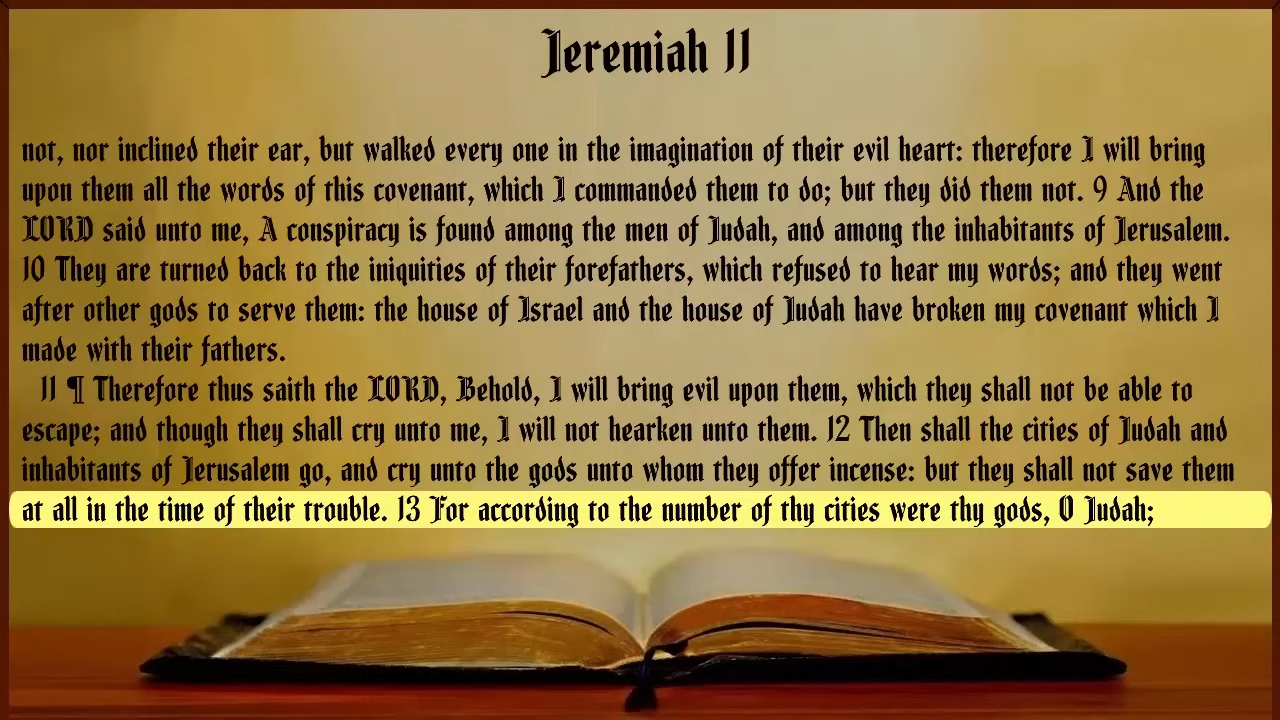 Jeremiah 11
not, nor inclined their ear, but walked every one in the imagination of their evil heart: therefore I will bring
upon them all the words of this covenant, which I commanded them to do; but they did them not. 9 And the
LORD said unto me, A conspiracy is found among the men of Judah, and among the inhabitants of Jerusalem.
10 They are turned back to the iniquities of their forefathers, which refused to hear my words; and they went
after other gods to serve them: the house of Israel and the house of Judah have broken my covenant which I
made with their fathers.
11 ¶ Therefore thus saith the LORD, Behold, I will bring evil upon them, which they shall not be able to
escape; and though they shall cry unto me, I will not hearken unto them. 12 Then shall the cities of Judah and
inhabitants of Jerusalem go, and cry unto the gods unto whom they offer incense: but they shall not save them
at all in the time of their trouble. 13 For according to the number of thy cities were thy gods, O Judah;